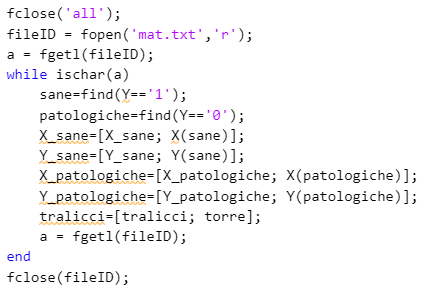 fclose('all');
fileID = fopen('mat.txt','r');
a = fgetl(fileID);
while ischar(a)
    sane=find(Y=='1');
    patologiche=find(Y=='0');
    X_sane=[X_sane; X(sane)];
    Y_sane=[Y_sane; Y(sane)];
    X_patologiche=[X_patologiche; X(patologiche)];
    Y_patologiche=[Y_patologiche; Y(patologiche)];
    tralicci=[tralicci; torre];
    a = fgetl(fileID);
end
fclose(fileID);